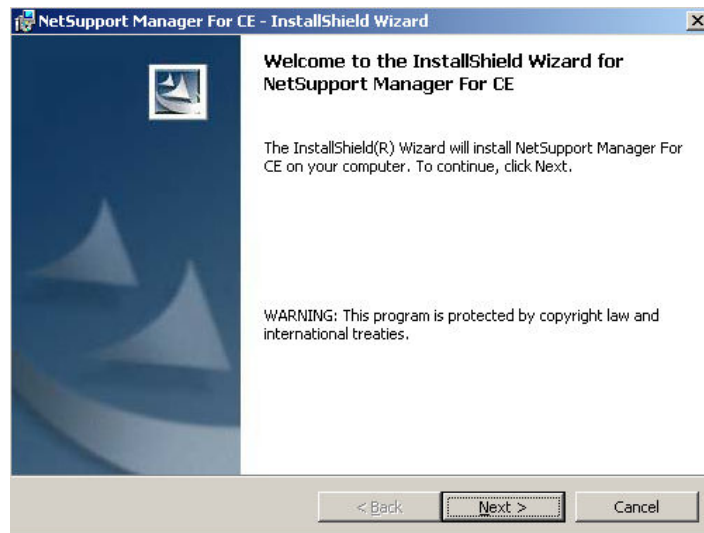 NetSupport Manager For CE - InstallShield Wizard
Welcome to the InstallShield Wizard for
NetSupport Manager For CE
The InstallShield(R) Wizard will install NetSupport Manager For
CE on your computer. To continue, click Next.
WARNING: This program is protected by copyright law and
international treaties.
< Back
Next >
Cancel